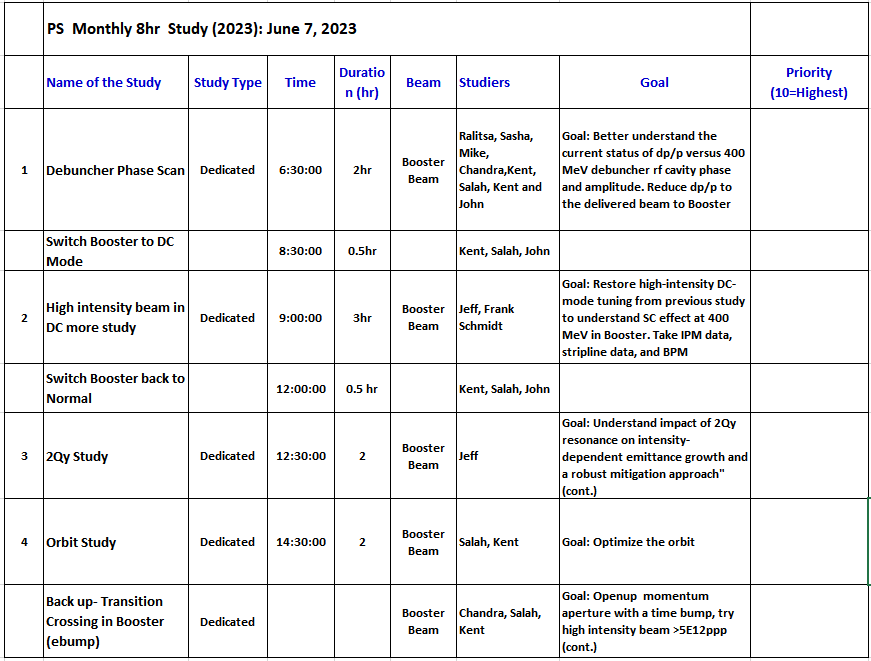 PS  Monthly 8hr  Study (2023): June 7, 2023
Name of the Study
Study Type
Time
Duratio
n (hr)
Beam
Studiers
Goal
Priority
(10=Highest)
1
Debuncher Phase Scan
Dedicated
6:30:00
2hr
Booster
Beam
Ralitsa, Sasha,
Mike,
Chandra,Kent,
Salah, Kent and
John
Goal: Better understand the
current status of dp/p versus 400
MeV debuncher rf cavity phase
and amplitude. Reduce dp/p to
the delivered beam to Booster
Switch Booster to DC
Mode
8:30:00
0.5hr
Kent, Salah, John
2
High intensity beam in
DC more study
Dedicated
9:00:00
3hr
Booster
Beam
Jeff, Frank
Schmidt
Goal: Restore high-intensity DC-
mode tuning from previous study
to understand SC effect at 400
MeV in Booster. Take IPM data,
stripline data, and BPM
Switch Booster back to
Normal
12:00:00
0.5 hr
Kent, Salah, John
3
2Qy Study
Dedicated
12:30:00
2
Booster
Beam
Jeff
Goal: Understand impact of 2Qy
resonance on intensity-
dependent emittance growth and
a robust mitigation approach"
(cont.)
4
Orbit Study
Dedicated
14:30:00
2
Booster
Beam
Salah, Kent
Goal: Optimize the orbit
Back up- Transition
Crossing in Booster
(ebump)
Dedicated
Booster
Beam
Chandra, Salah,
Kent
Goal: Openup  momentum
aperture with a time bump, try
high intensity beam >5E12ppp
(cont.)